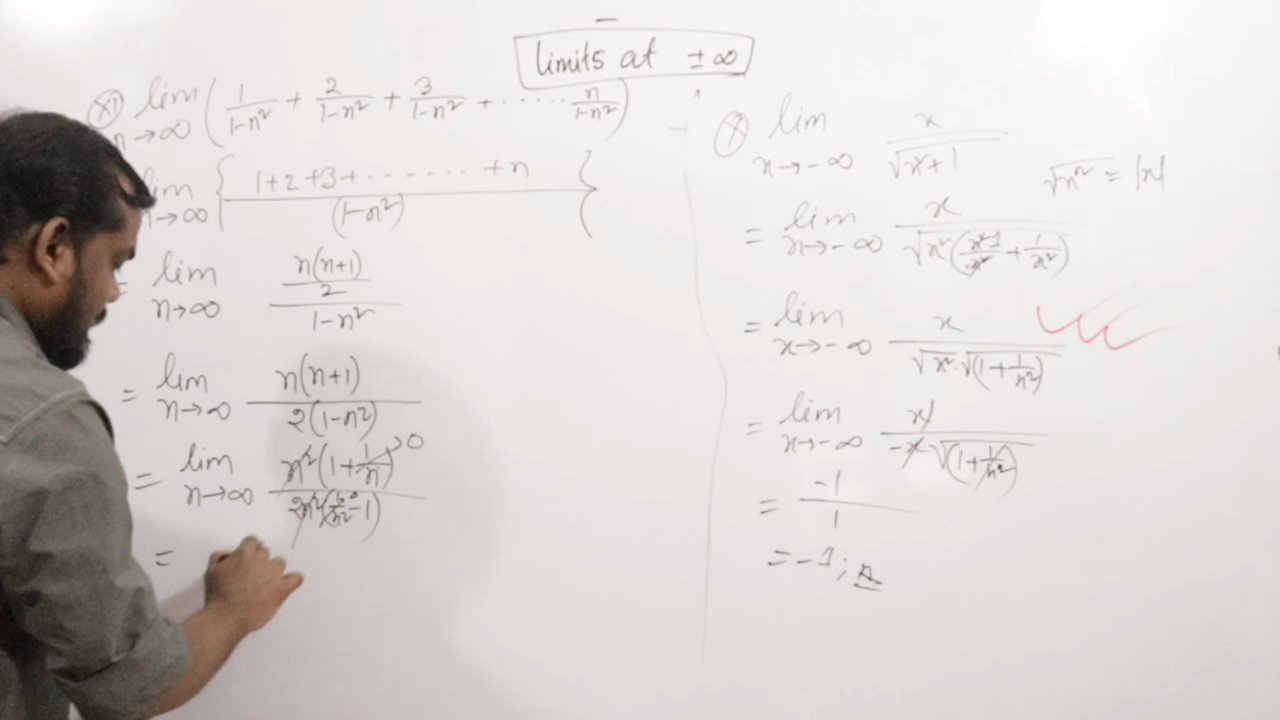 limits at ± ∞
XI) lim n→∞ ( 1/(1-n²) + 2/(1-n²) + 3/(1-n²) + ...... n/(1-n²) )
lim n→∞ { (1+2+3+.......+n)/(1-n²) }
lim n→∞ (n(n+1)/2)/(1-n²)
= lim n→∞ n(n+1)/(2(1-n²))
= lim n→∞ n²(1+1/n)→0/(2n²(1/n²-1))
=
lim x→-∞ x/√(x²+1)
√x² = |x|
= lim x→-∞ x/√(x²(x²/x²+1/x²))
= lim x→-∞ x/(√x².√(1+1/x²))
= lim x→-∞ x/(-x√(1+1/x²))
= -1/1
= -1;